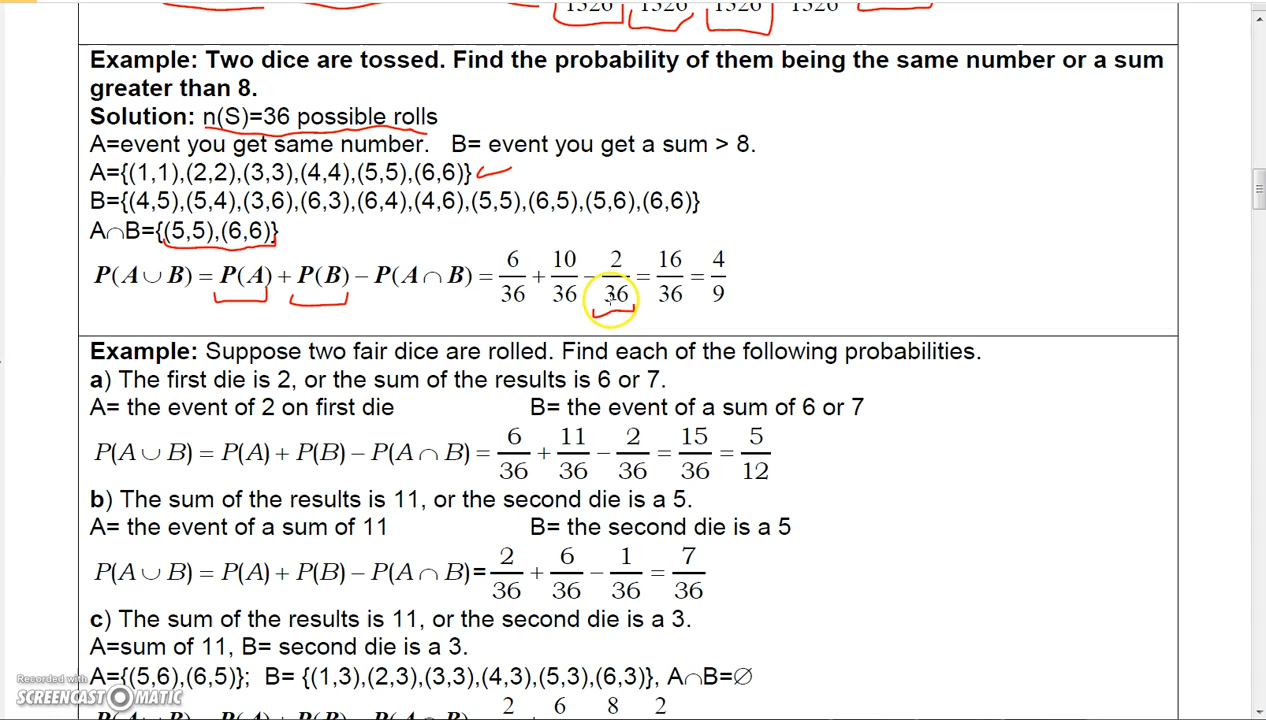 1326 1326 1326 1326
Example: Two dice are tossed. Find the probability of them being the same number or a sum
greater than 8.
Solution: n(S)=36 possible rolls
A=event you get same number. B= event you get a sum > 8.
A={(1,1),(2,2),(3,3),(4,4),(5,5),(6,6)}
B={(4,5),(5,4),(3,6),(6,3),(6,4),(4,6),(5,5),(6,5),(5,6),(6,6)}
A∩B={(5,5),(6,6)}
P(A∪B) = P(A) + P(B) − P(A∩B) = 6/36 + 10/36 − 2/36 = 16/36 = 4/9
Example: Suppose two fair dice are rolled. Find each of the following probabilities.
a) The first die is 2, or the sum of the results is 6 or 7.
A= the event of 2 on first die B= the event of a sum of 6 or 7
P(A∪B) = P(A) + P(B) − P(A∩B) = 6/36 + 11/36 − 2/36 = 15/36 = 5/12
b) The sum of the results is 11, or the second die is a 5.
A= the event of a sum of 11 B= the second die is a 5
P(A∪B) = P(A) + P(B) − P(A∩B)= 2/36 + 6/36 − 1/36 = 7/36
c) The sum of the results is 11, or the second die is a 3.
A=sum of 11, B= second die is a 3.
A={(5,6),(6,5)}; B= {(1,3),(2,3),(3,3),(4,3),(5,3),(6,3)}, A∩B=∅
Recorded with
SCREENCAST MATIC
2 6 8 2